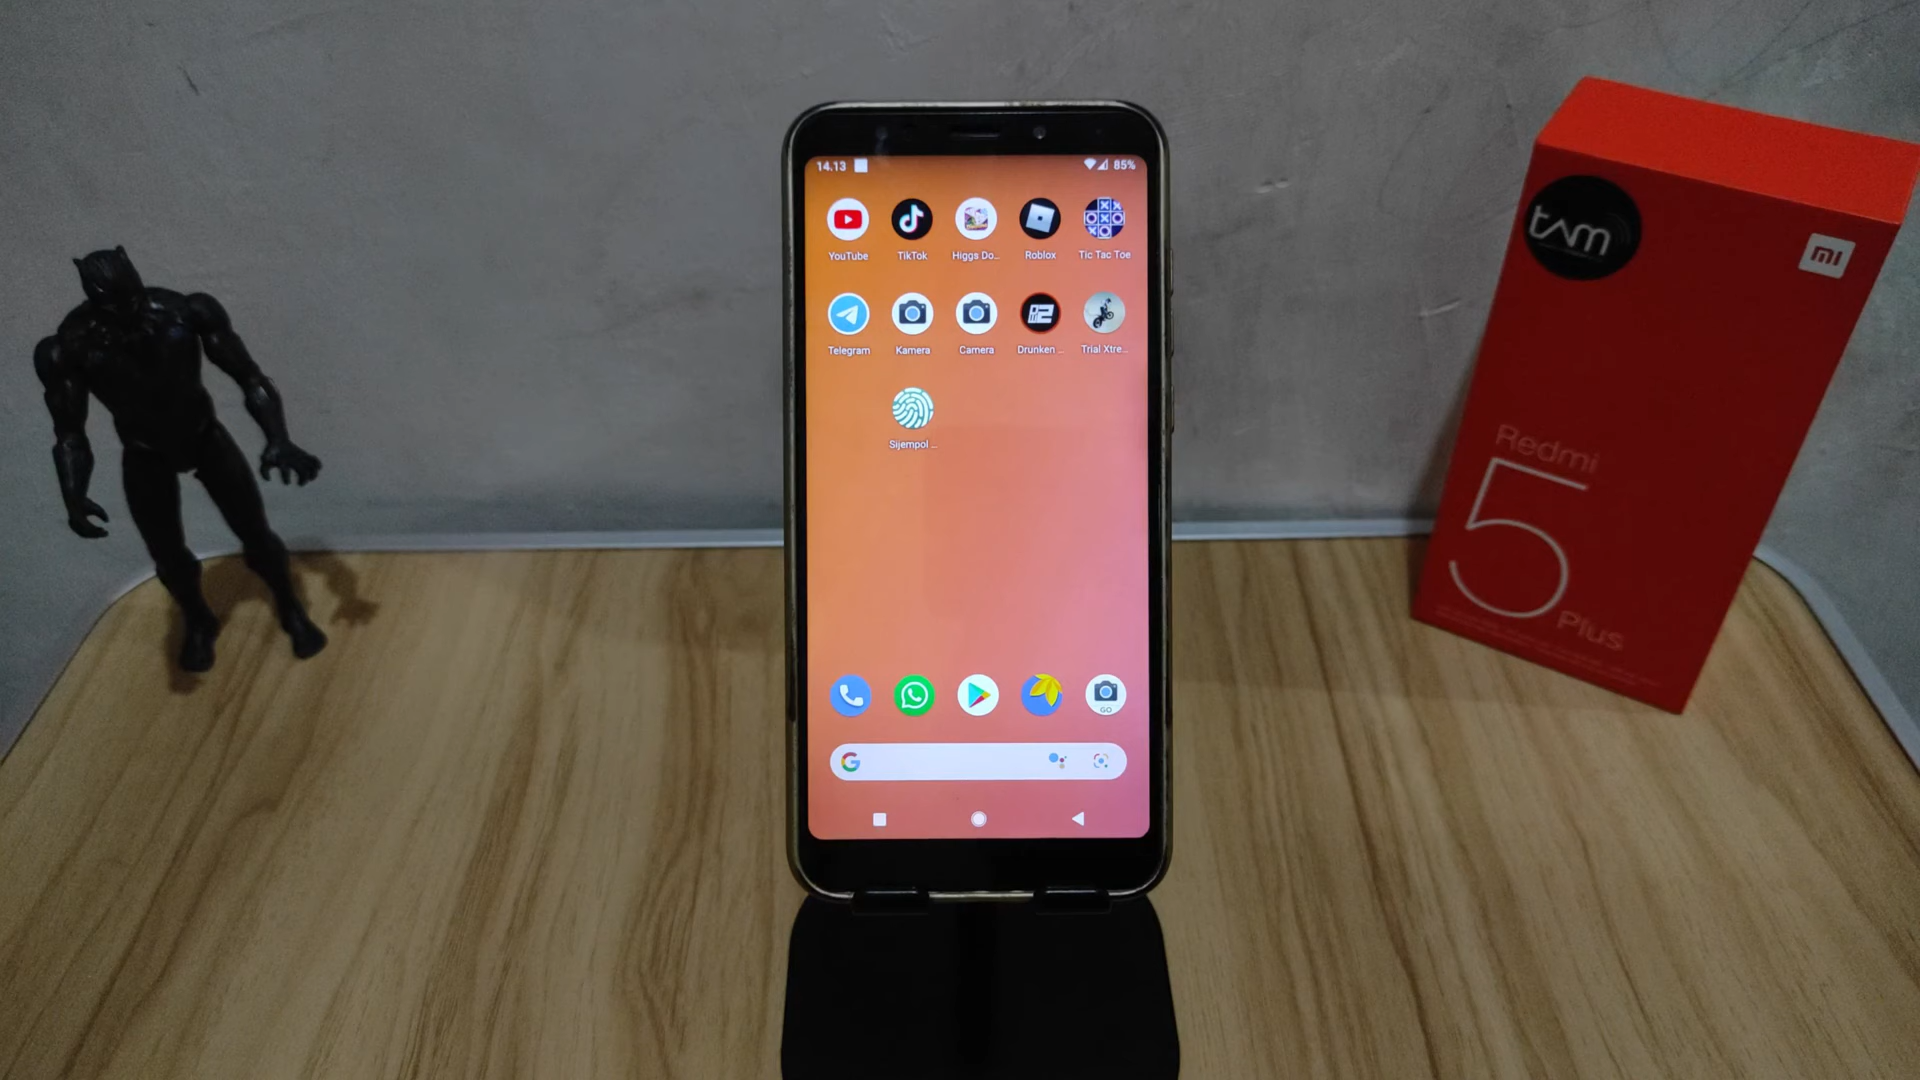 14.13
85%
YouTube
TikTok
Higgs Do...
Roblox
Tic Tac Toe
Telegram
Kamera
Camera
Drunken ...
Trial Xtre...
Sijempol ...
GO
tam
mi
Redmi
5
Plus